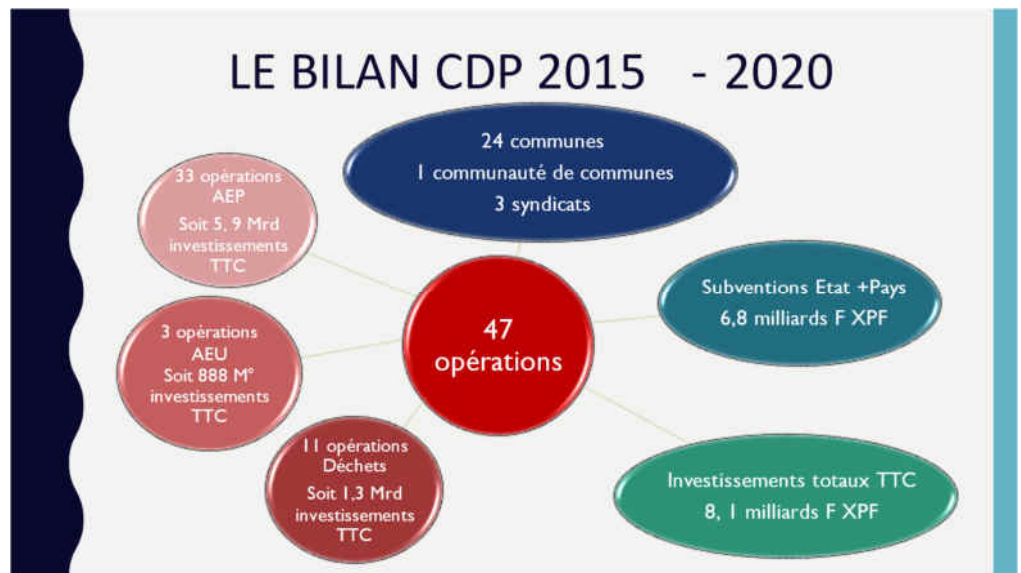 LE BILAN CDP 2015 - 2020
24 communes
1 communauté de communes
3 syndicats
33 opérations
AEP
Soit 5, 9 Mrd
investissements
TTC
Subventions Etat +Pays
6,8 milliards F XPF
47
opérations
3 opérations
AEU
Soit 888 M°
investissements
TTC
11 opérations
Déchets
Soit 1,3 Mrd
investissements
TTC
Investissements totaux TTC
8, 1 milliards F XPF